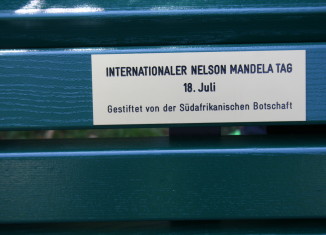 INTERNATIONALER NELSON MANDELA TAG
18. Juli
Gestiftet von der Südafrikanischen Botschaft